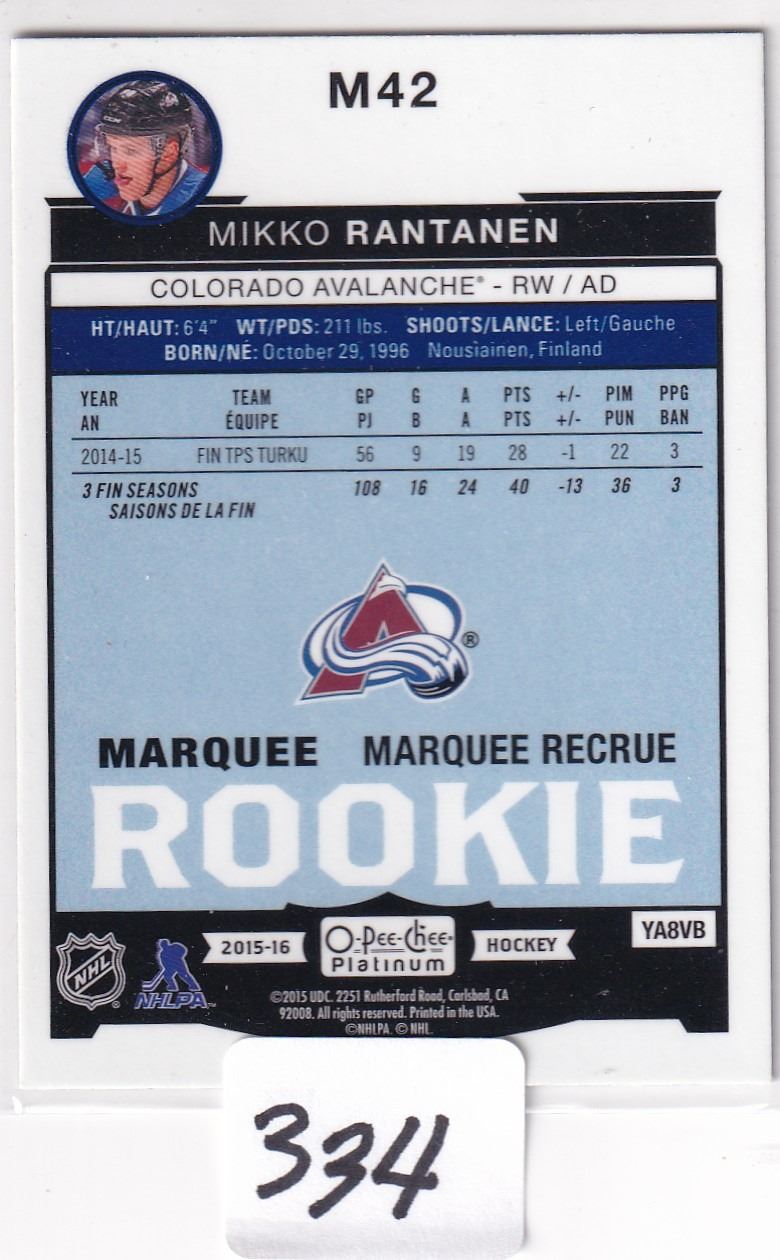 M42
MIKKO RANTANEN
COLORADO AVALANCHE® - RW / AD
HT/HAUT: 6'4" WT/PDS: 211 lbs. SHOOTS/LANCE: Left/Gauche
BORN/NÉ: October 29, 1996 Nousiainen, Finland
YEAR TEAM GP G A PTS +/- PIM PPG
AN ÉQUIPE PJ B A PTS +/- PUN BAN
2014-15 FIN TPS TURKU 56 9 19 28 -1 22 3
3 FIN SEASONS 108 16 24 40 -13 36 3
SAISONS DE LA FIN
A ®
MARQUEE MARQUEE RECRUE
ROOKIE
YA8VB
2015-16 O-Pee-Chee HOCKEY
Platinum
NHL ® NHLPA™
©2015 UDC. 2251 Rutherford Road, Carlsbad, CA
92008. All rights reserved. Printed in the USA.
©NHLPA. © NHL.
334